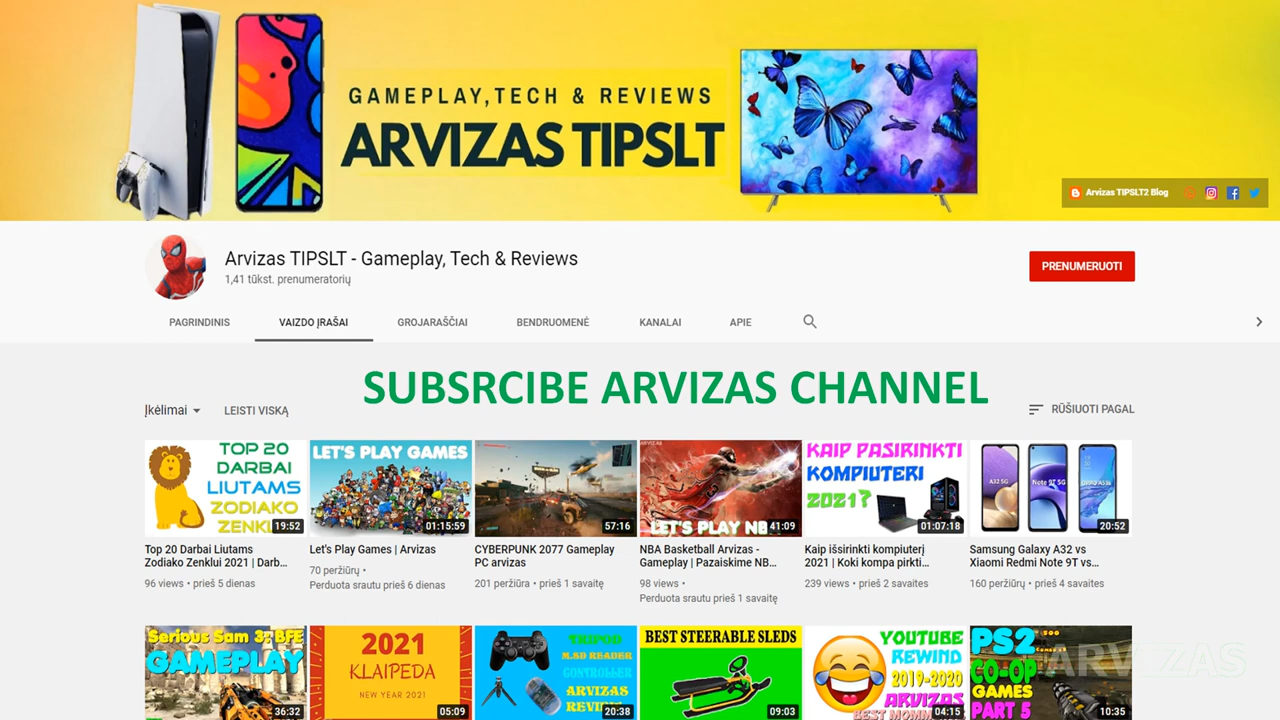 GAMEPLAY,TECH & REVIEWS
ARVIZAS TIPSLT
Arvizas TIPSLT2 Blog
Arvizas TIPSLT - Gameplay, Tech & Reviews
1,41 tūkst. prenumeratorių
PRENUMERUOTI
PAGRINDINIS
VAIZDO ĮRAŠAI
GROJARAŠČIAI
BENDRUOMENĖ
KANALAI
APIE
SUBSRCIBE ARVIZAS CHANNEL
Įkėlimai
LEISTI VISKĄ
RŪŠIUOTI PAGAL
TOP 20
DARBAI
LIUTAMS
ZODIAKO
19:52
Top 20 Darbai Liutams
Zodiako Zenklui 2021 | Darb...
96 views • prieš 5 dienas
LET'S PLAY GAMES
01:15:59
Let's Play Games | Arvizas
70 peržiūrų •
Perduota srautu prieš 6 dienas
57:16
CYBERPUNK 2077 Gameplay
PC arvizas
201 peržiūra • prieš 1 savaitę
ARVIZAS
LET'S PLAY NB
41:09
NBA Basketball Arvizas -
Gameplay | Pazaiskime NB...
98 views •
Perduota srautu prieš 1 savaitę
KAIP PASIRINKTI
KOMPIUTERI
2021?
01:07:18
Kaip išsirinkti kompiuterį
2021 | Koki kompa pirkti...
239 views • prieš 2 savaites
A32 5G
Note 9T 5G
20:52
Samsung Galaxy A32 vs
Xiaomi Redmi Note 9T vs...
160 peržiūrų • prieš 4 savaites
Serious Sam 3: BFE
GAMEPLAY
36:32
2021
KLAIPEDA
NEW YEAR 2021
05:09
TRIPOD
M.SD READER
CONTROLLER
ARVIZAS
REVIEW
20:38
BEST STEERABLE SLEDS
09:03
YOUTUBE
REWIND
2019-2020
ARVIZAS
BEST MOMM
04:15
PS2
CO-OP
GAMES
PART 5
10:35
ARVIZAS